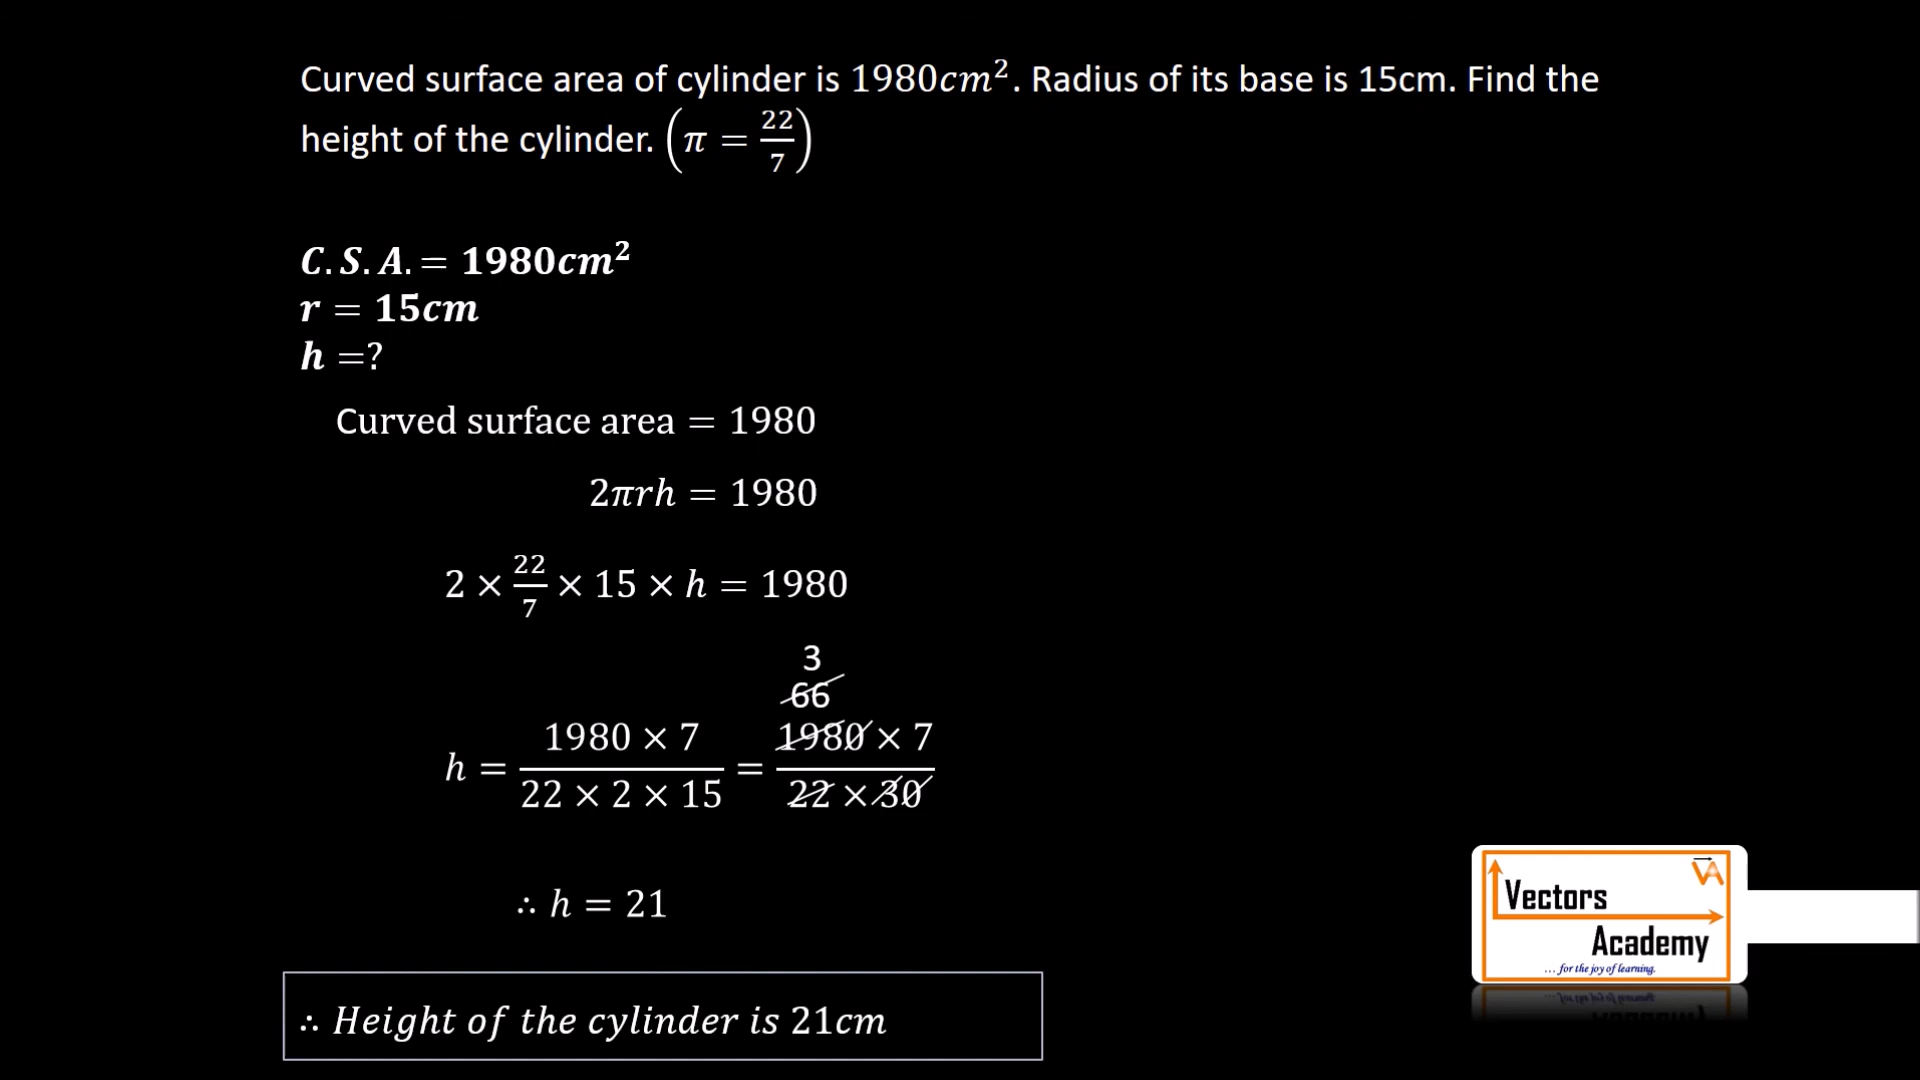 Curved surface area of cylinder is 1980cm². Radius of its base is 15cm. Find the
height of the cylinder. (π = 22/7)
C.S.A. = 1980cm²
r = 15cm
h =?
Curved surface area = 1980
2πrh = 1980
2 × 22/7 × 15 × h = 1980
3
66
h = (1980 × 7)/(22 × 2 × 15) = (1980 × 7)/(22 × 30)
∴ h = 21
∴ Height of the cylinder is 21cm
VA
Vectors
Academy
... for the joy of learning.